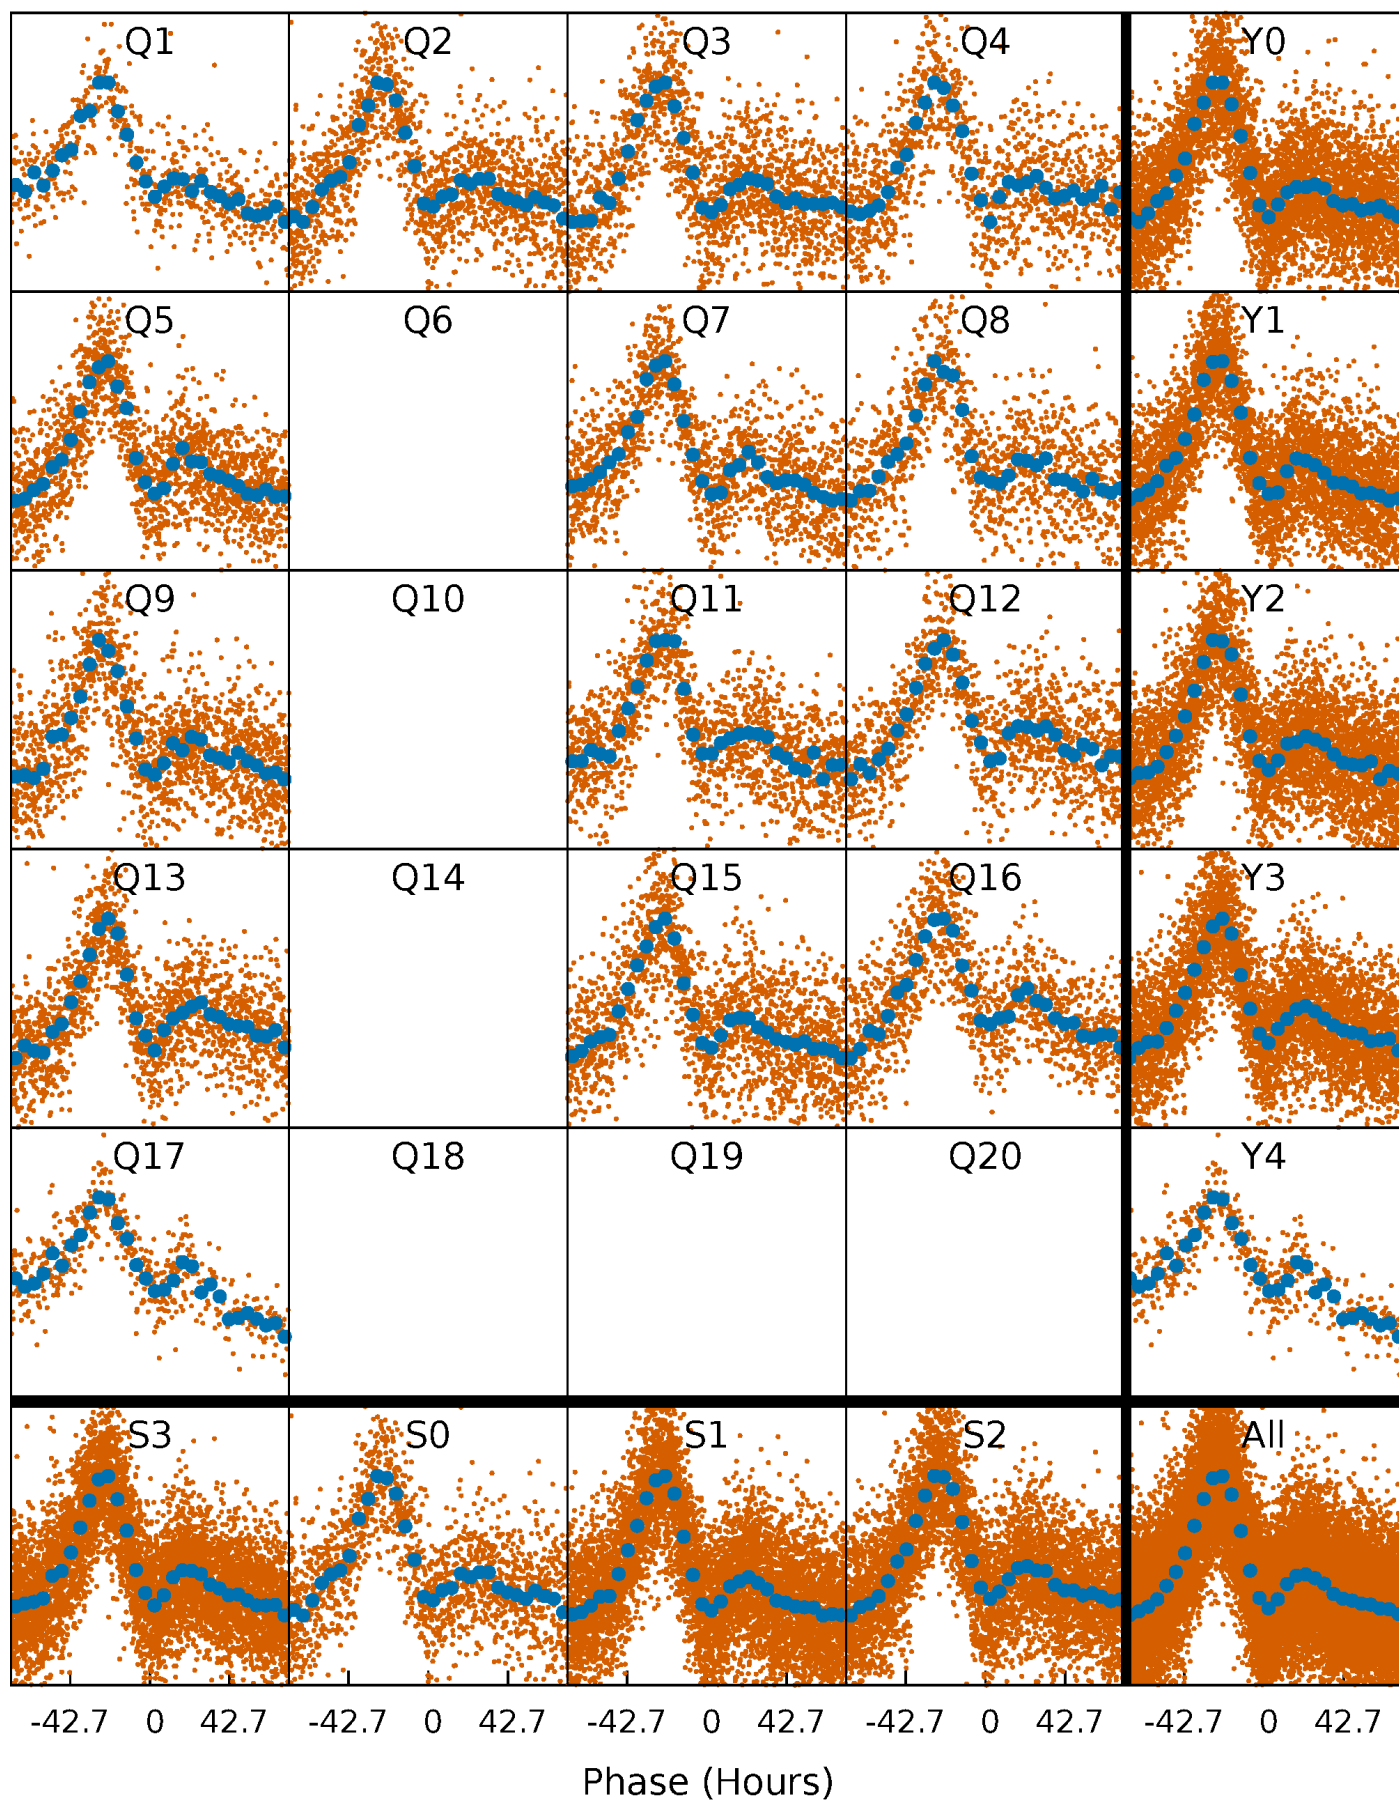 Q1 Q2 Q3 Q4 Y0
Q5 Q6 Q7 Q8 Y1
Q9 Q10 Q11 Q12 Y2
Q13 Q14 Q15 Q16 Y3
Q17 Q18 Q19 Q20 Y4
S3 S0 S1 S2 All
-42.7 0 42.7 -42.7 0 42.7 -42.7 0 42.7 -42.7 0 42.7 -42.7 0 42.7
Phase (Hours)